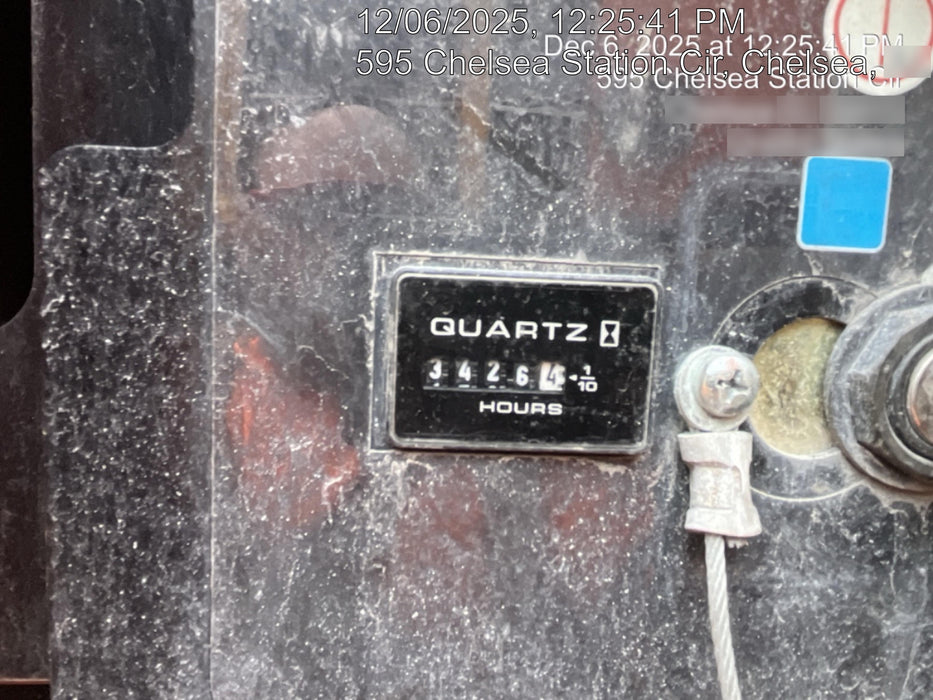 12/06/2025, 12:25:41 PM
Dec 6, 2025 at 12:25:41 PM
595 Chelsea Station Cir, Chelsea,
595 Chelsea Station Cir
QUARTZ
3 4 2 6 4 1/10
HOURS